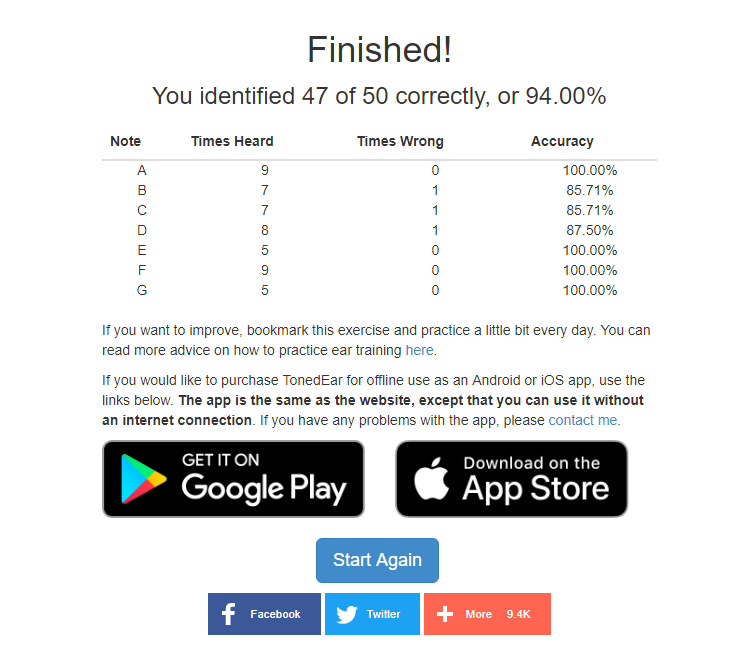 Finished!
You identified 47 of 50 correctly, or 94.00%
Note Times Heard Times Wrong Accuracy
A 9 0 100.00%
B 7 1 85.71%
C 7 1 85.71%
D 8 1 87.50%
E 5 0 100.00%
F 9 0 100.00%
G 5 0 100.00%
If you want to improve, bookmark this exercise and practice a little bit every day. You can
read more advice on how to practice ear training here.
If you would like to purchase TonedEar for offline use as an Android or iOS app, use the
links below. The app is the same as the website, except that you can use it without
an internet connection. If you have any problems with the app, please contact me.
GET IT ON
Google Play
Download on the
App Store
Start Again
Facebook Twitter More 9.4K